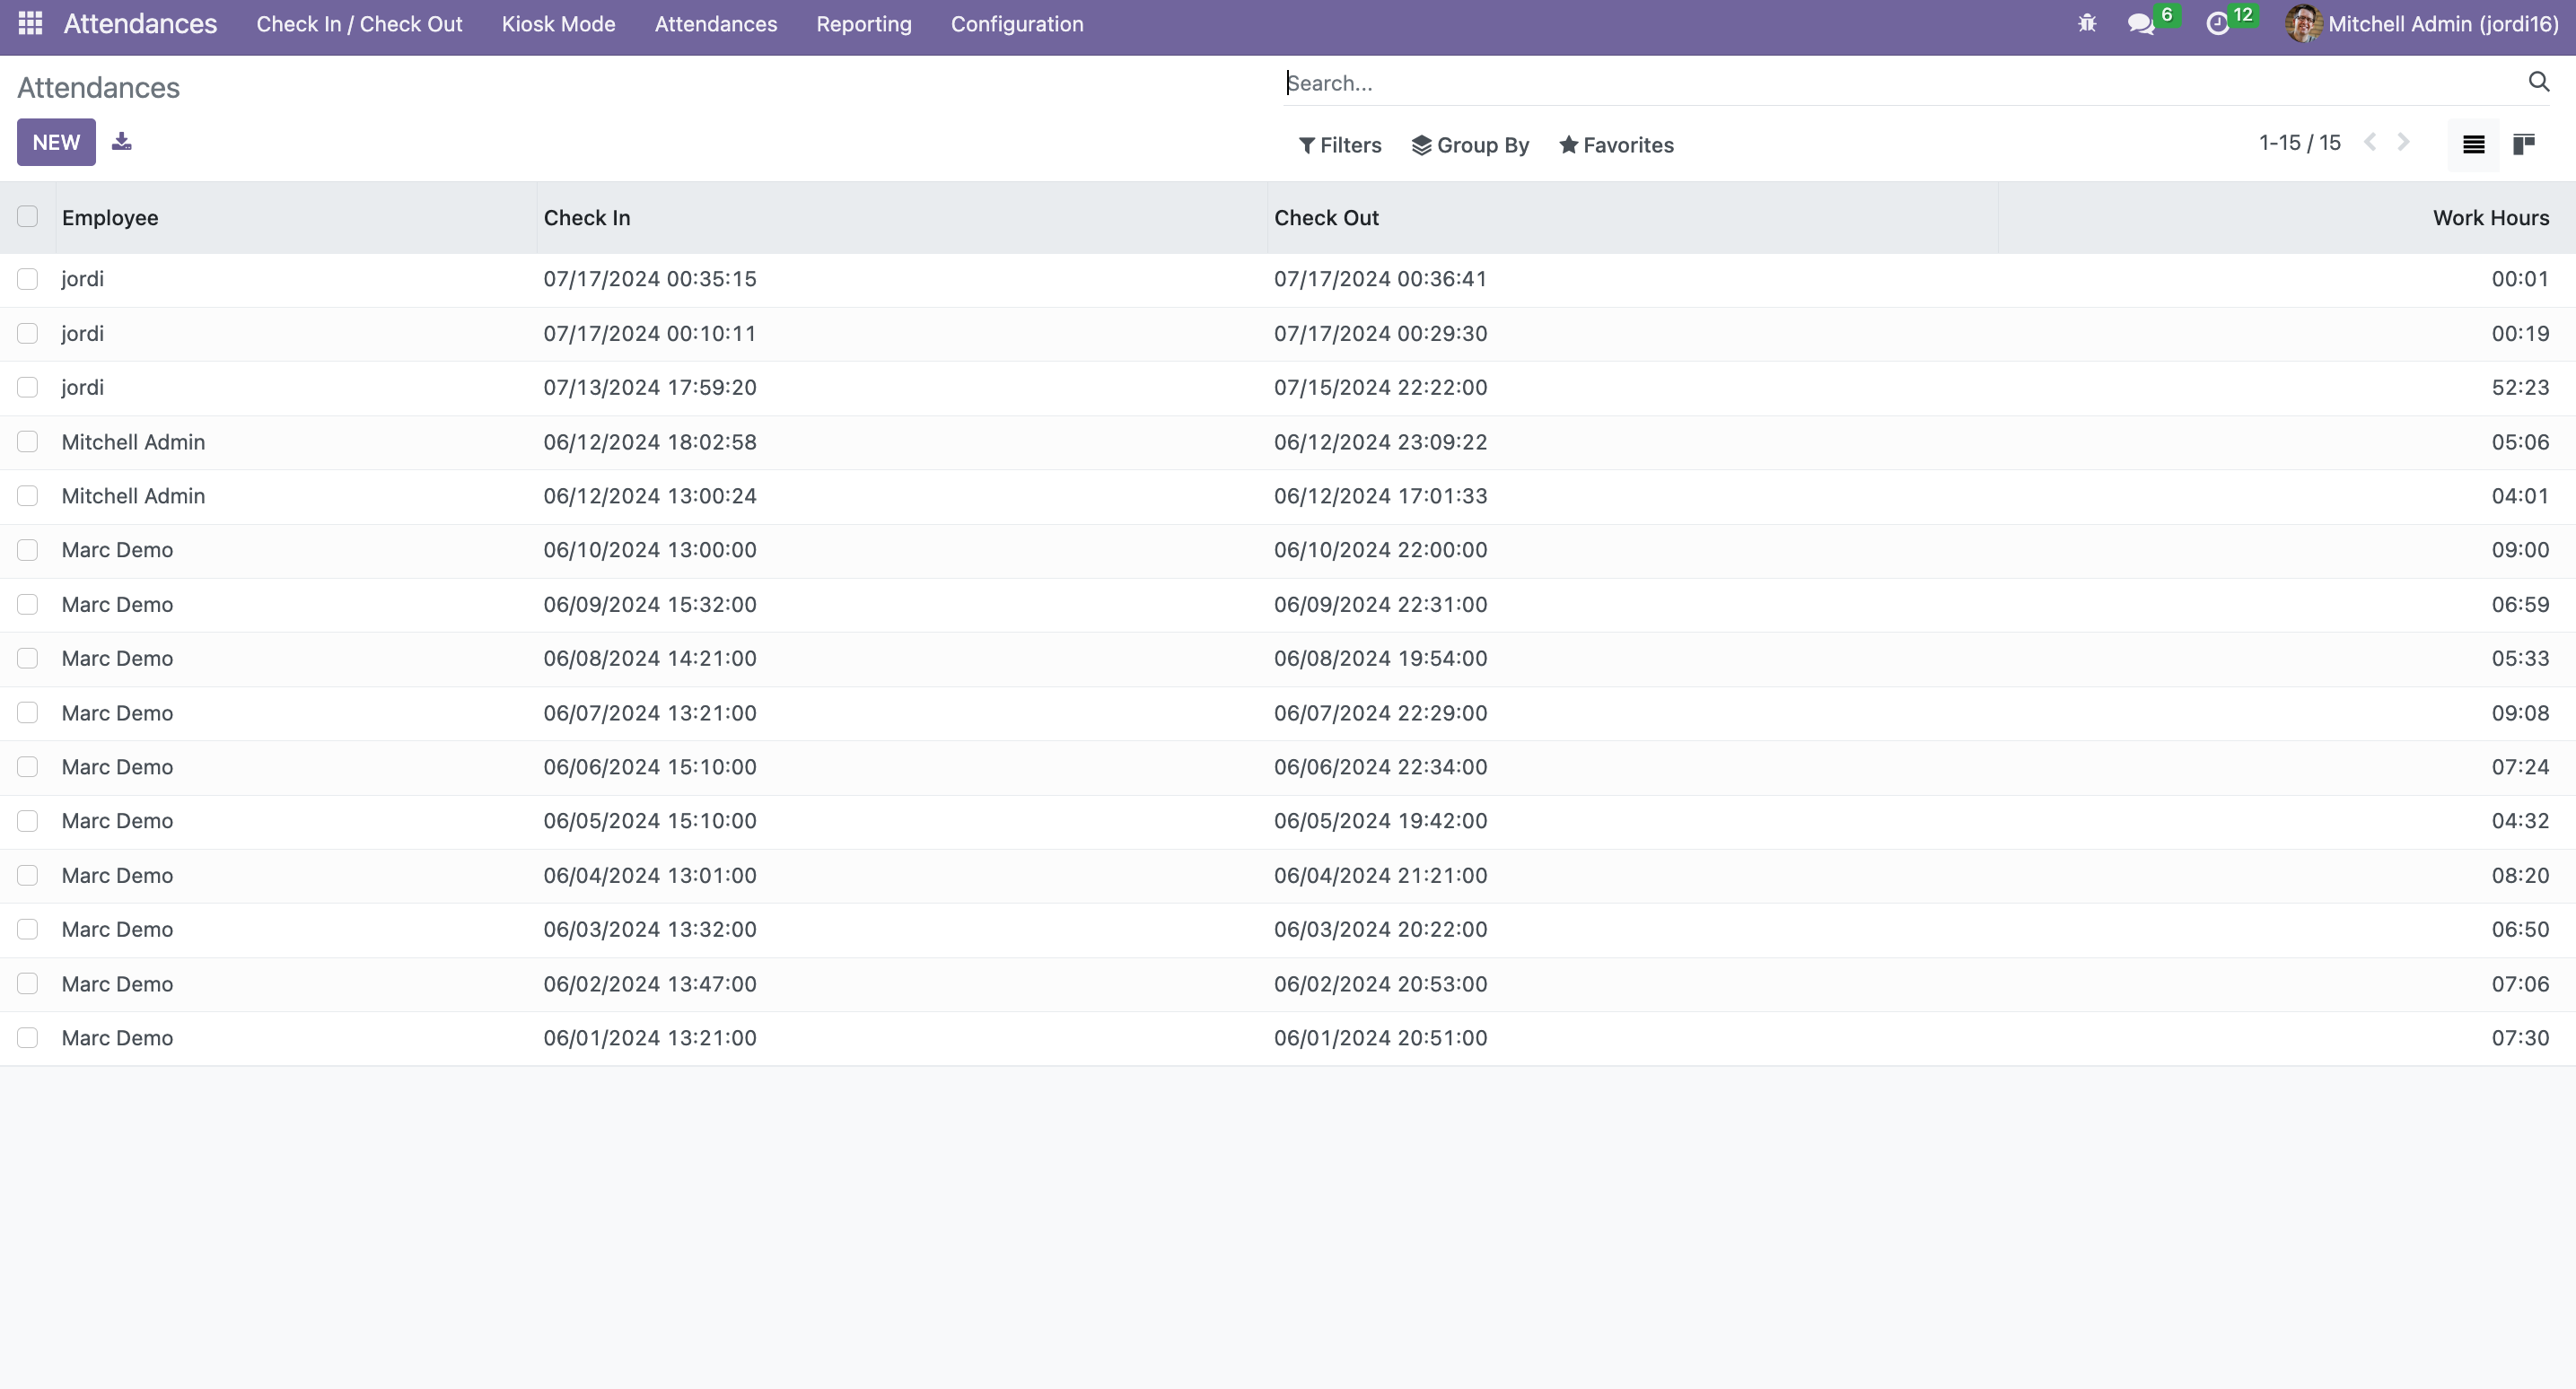 Attendances Check In / Check Out Kiosk Mode Attendances Reporting Configuration 6 12 Mitchell Admin (jordi16)
Attendances Search...
NEW Filters Group By Favorites 1-15 / 15
Employee Check In Check Out Work Hours
jordi 07/17/2024 00:35:15 07/17/2024 00:36:41 00:01
jordi 07/17/2024 00:10:11 07/17/2024 00:29:30 00:19
jordi 07/13/2024 17:59:20 07/15/2024 22:22:00 52:23
Mitchell Admin 06/12/2024 18:02:58 06/12/2024 23:09:22 05:06
Mitchell Admin 06/12/2024 13:00:24 06/12/2024 17:01:33 04:01
Marc Demo 06/10/2024 13:00:00 06/10/2024 22:00:00 09:00
Marc Demo 06/09/2024 15:32:00 06/09/2024 22:31:00 06:59
Marc Demo 06/08/2024 14:21:00 06/08/2024 19:54:00 05:33
Marc Demo 06/07/2024 13:21:00 06/07/2024 22:29:00 09:08
Marc Demo 06/06/2024 15:10:00 06/06/2024 22:34:00 07:24
Marc Demo 06/05/2024 15:10:00 06/05/2024 19:42:00 04:32
Marc Demo 06/04/2024 13:01:00 06/04/2024 21:21:00 08:20
Marc Demo 06/03/2024 13:32:00 06/03/2024 20:22:00 06:50
Marc Demo 06/02/2024 13:47:00 06/02/2024 20:53:00 07:06
Marc Demo 06/01/2024 13:21:00 06/01/2024 20:51:00 07:30